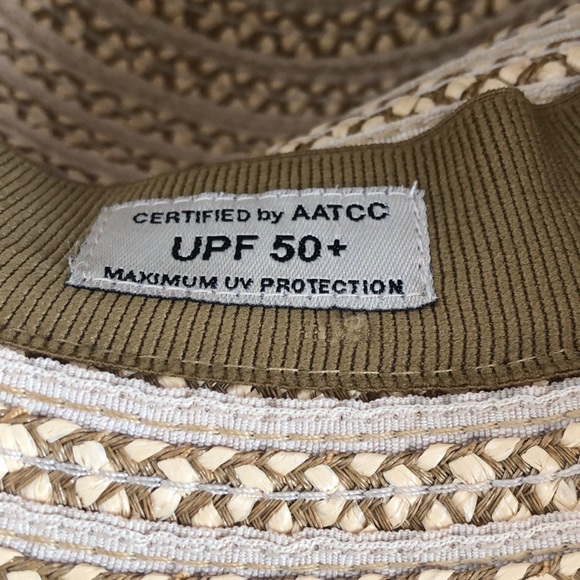 CERTIFIED by AATCC
UPF 50+
MAXIMUM UV PROTECTION